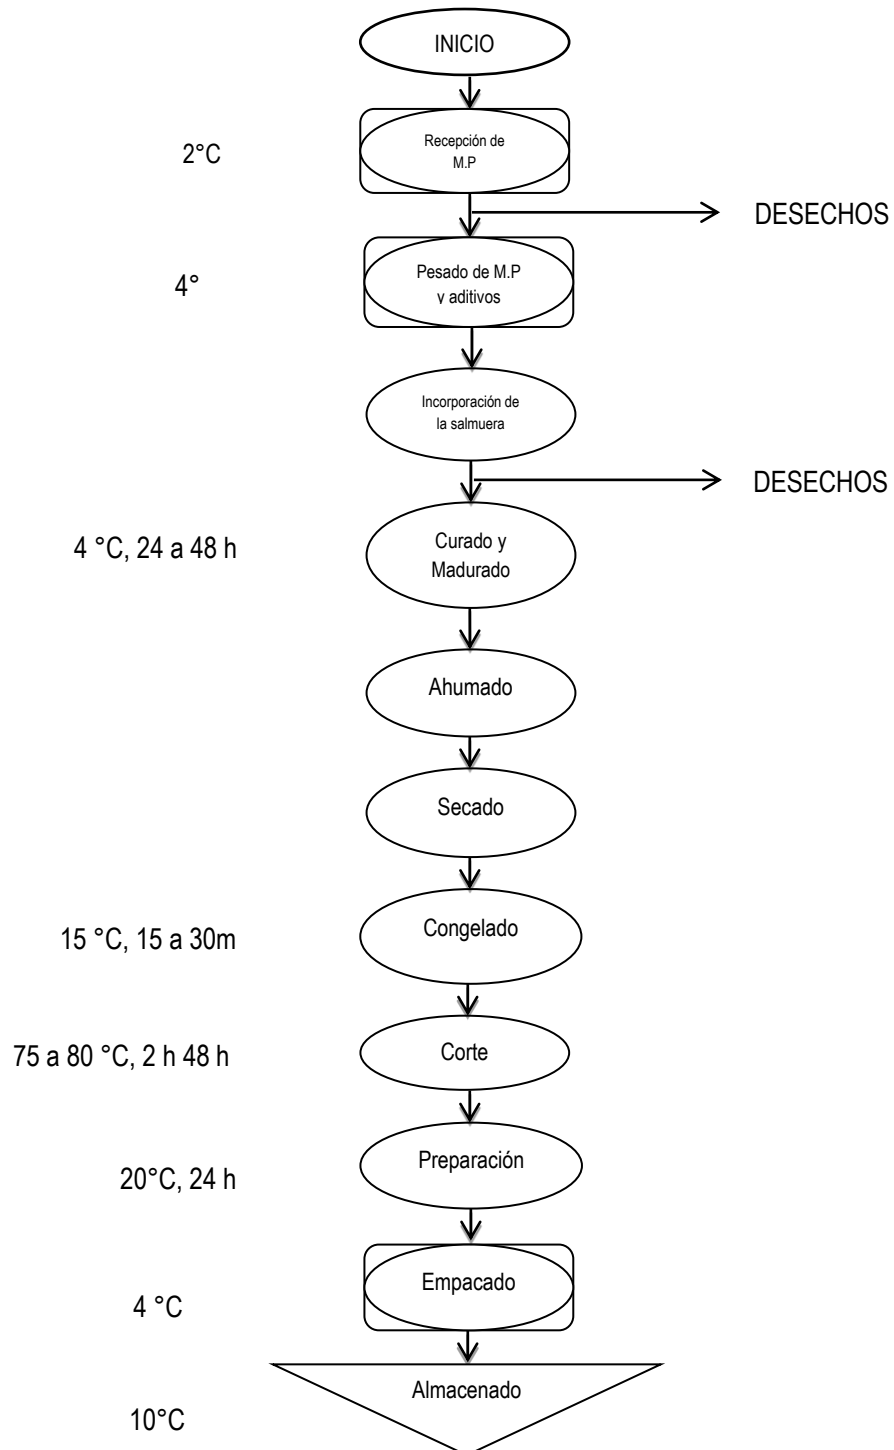 INICIO
2°C
Recepción de
M.P
DESECHOS
4°
Pesado de M.P
y aditivos
Incorporación de
la salmuera
DESECHOS
4 °C, 24 a 48 h
Curado y
Madurado
Ahumado
Secado
15 °C, 15 a 30m
Congelado
75 a 80 °C, 2 h 48 h
Corte
20°C, 24 h
Preparación
4 °C
Empacado
10°C
Almacenado